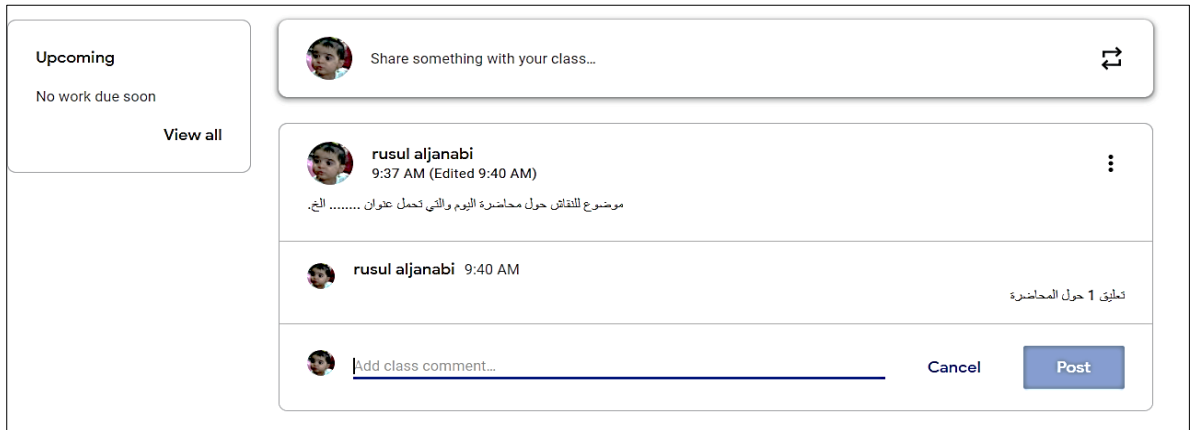 Upcoming
No work due soon
View all
Share something with your class...
rusul aljanabi
9:37 AM (Edited 9:40 AM)
موضوع للنقاش حول محاضرة اليوم والتي تحمل عنوان ........ الخ.
rusul aljanabi 9:40 AM
تعليق 1 حول المحاضرة
Add class comment...
Cancel
Post